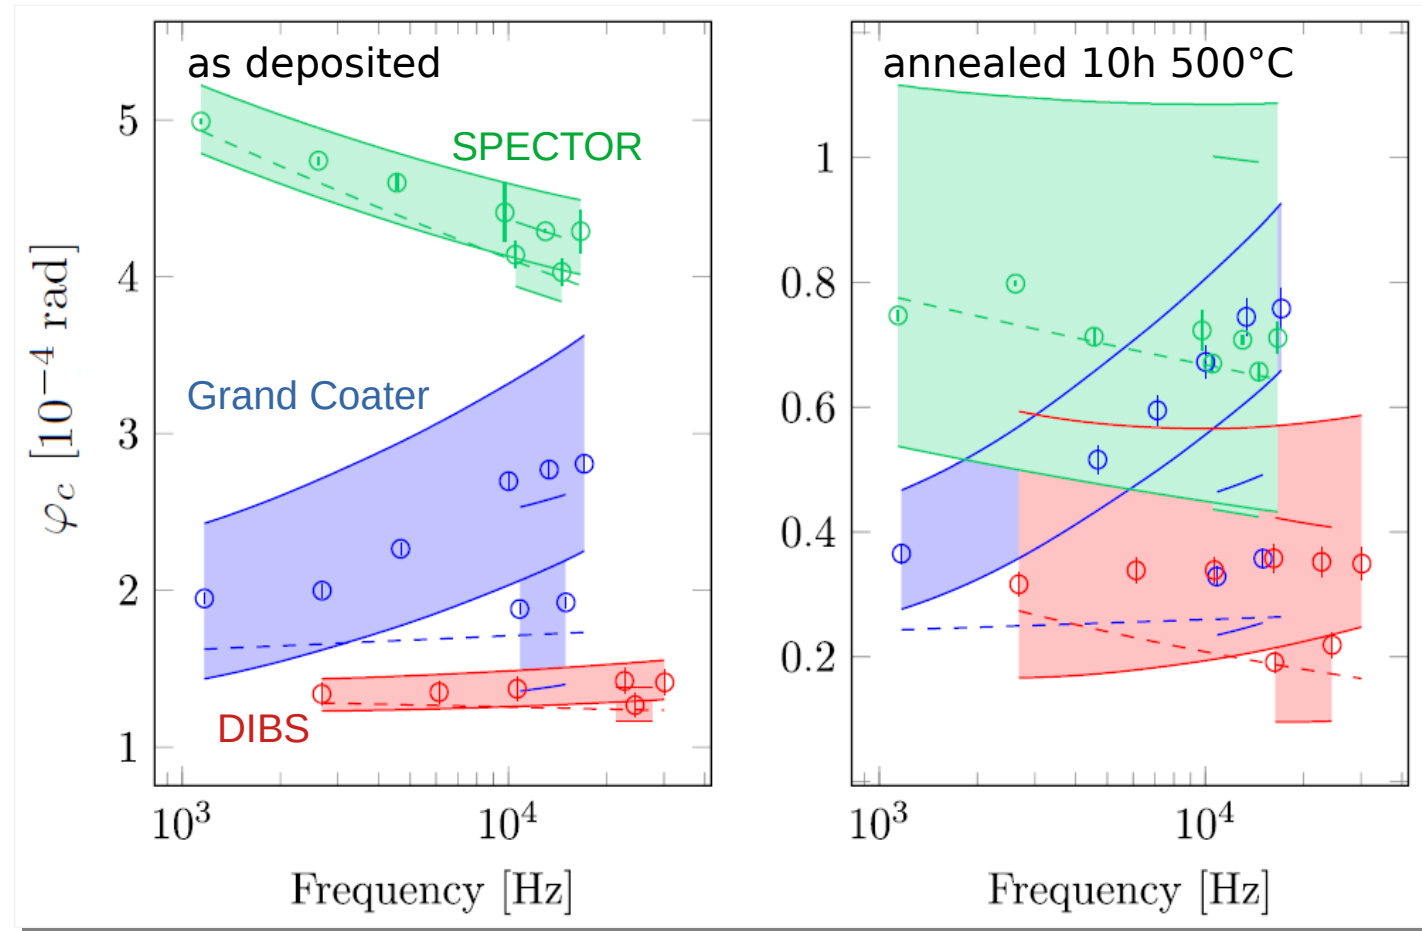 as deposited
SPECTOR
Grand Coater
DIBS
5
4
3
2
1
φc [10−4 rad]
10³ 10⁴
Frequency [Hz]
annealed 10h 500°C
1
0.8
0.6
0.4
0.2
10³ 10⁴
Frequency [Hz]